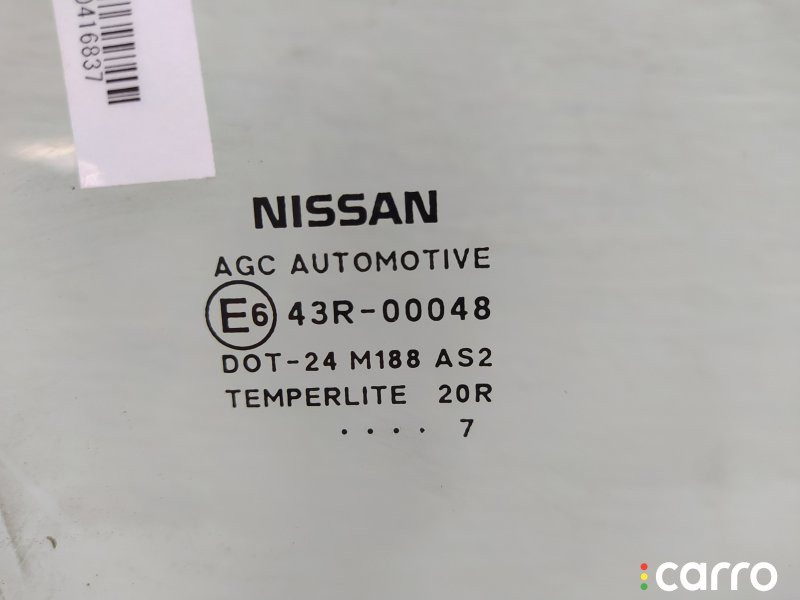 0416837
NISSAN
AGC AUTOMOTIVE
E6 43R-00048
DOT-24 M188 AS2
TEMPERLITE 20R
.... 7
carro